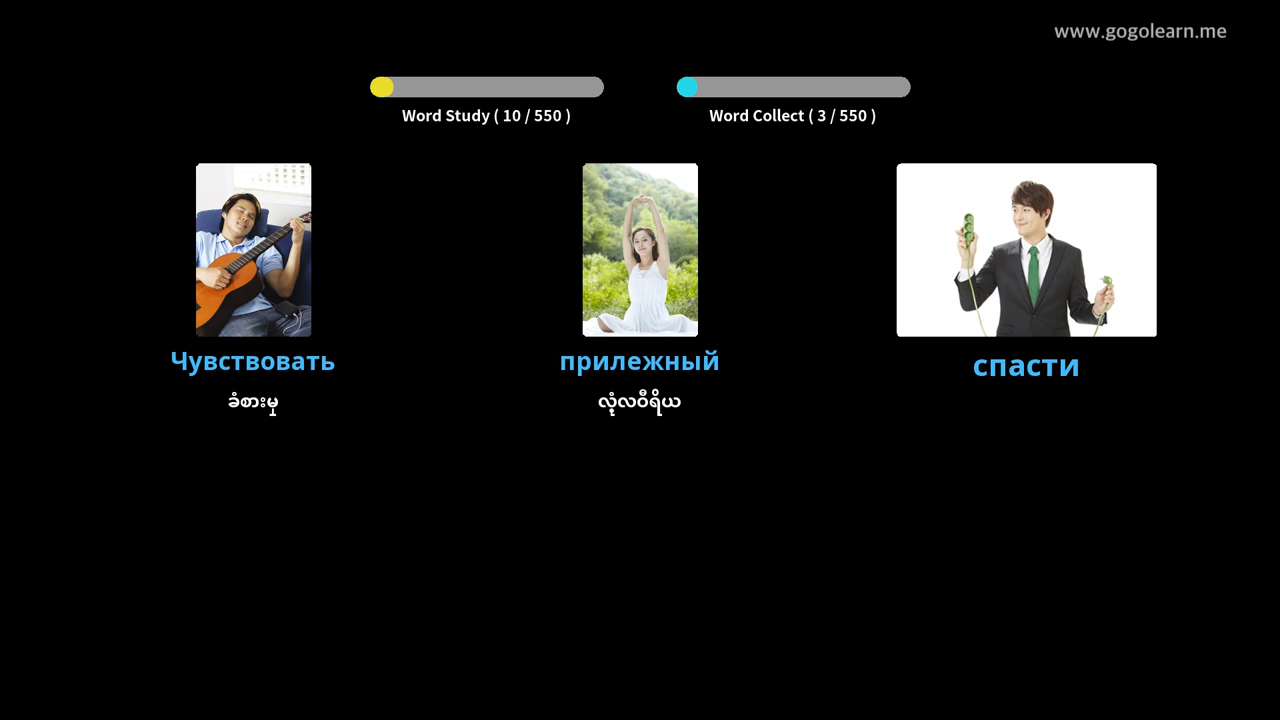 www.gogolearn.me
Word Study ( 10 / 550 )
Word Collect ( 3 / 550 )
Чувствовать
прилежный
спасти
ခံစားမှု
လုံ့လဝီရိယ